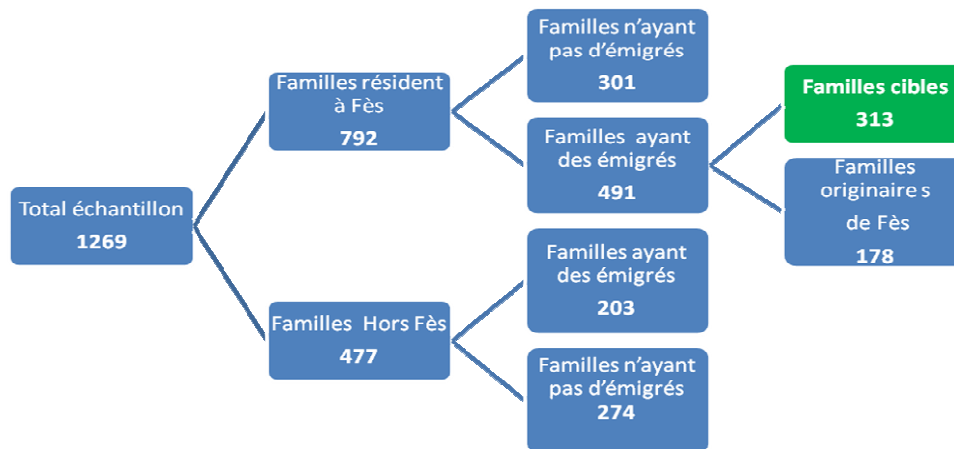 Total échantillon
1269
Familles résident
à Fès
792
Familles Hors Fès
477
Familles n'ayant
pas d'émigrés
301
Familles ayant
des émigrés
491
Familles ayant
des émigrés
203
Familles n'ayant
pas d'émigrés
274
Familles cibles
313
Familles
originaire s
de Fès
178